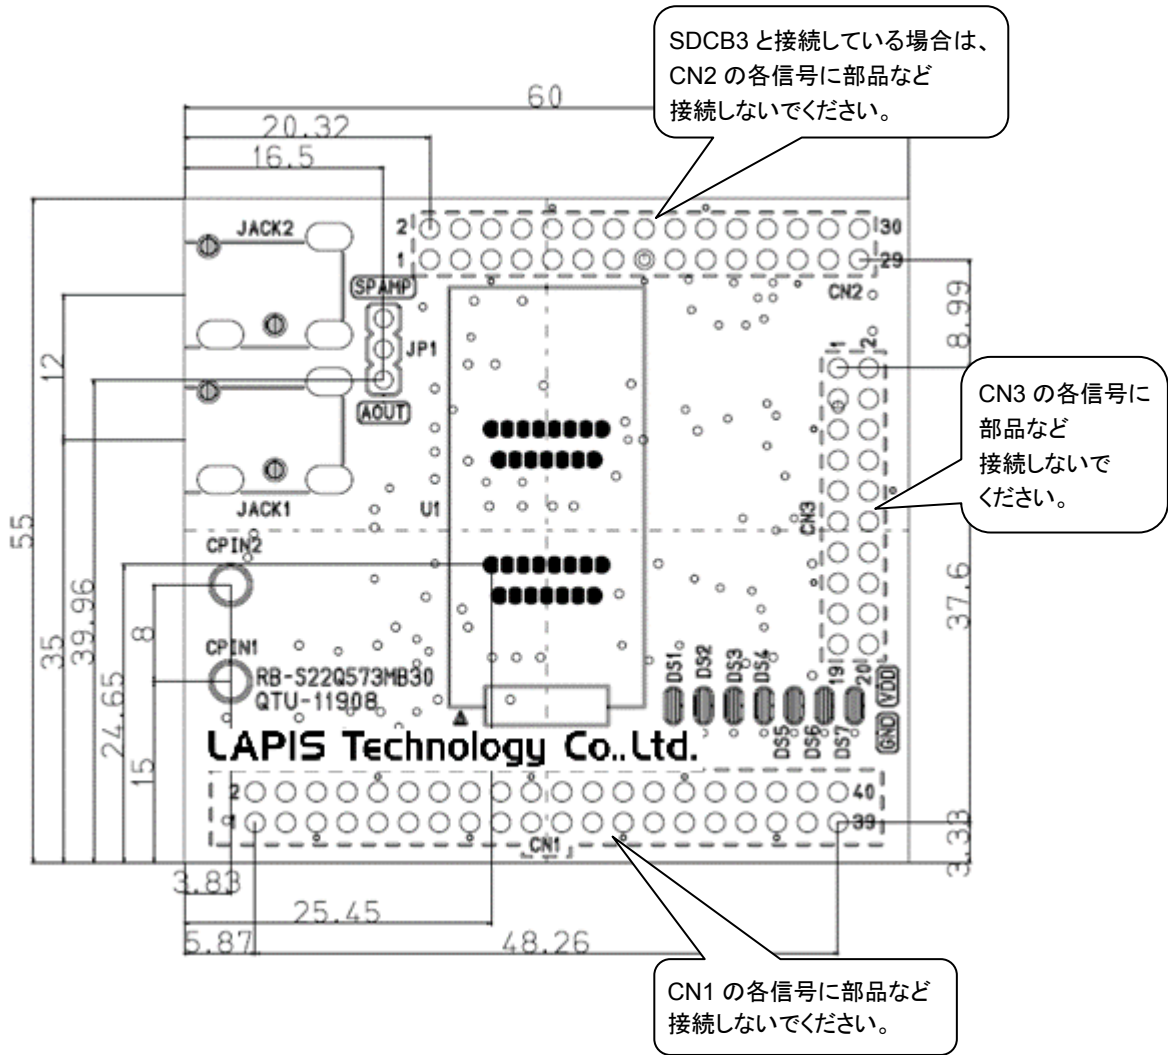 SDCB3 と接続している場合は、
CN2 の各信号に部品など
接続しないでください。
60
20.32
16.5
JACK2
2
30
1
29
SPAMP
CN2
JP1
8.99
1
2
12
AOUT
CN3 の各信号に
部品など
接続しないで
ください。
CN3
JACK1
U1
55
CPIN2
39.96
35
8
37.6
CPIN1
DS1
DS2
DS3
DS4
19
20
VDD
RB-S22Q573MB30
QTU-11908
24.65
GND
DS5
DS6
DS7
LAPIS Technology Co.,Ltd.
15
2
40
1
39
CN1
3.33
3.83
25.45
5.87
48.26
CN1 の各信号に部品など
接続しないでください。